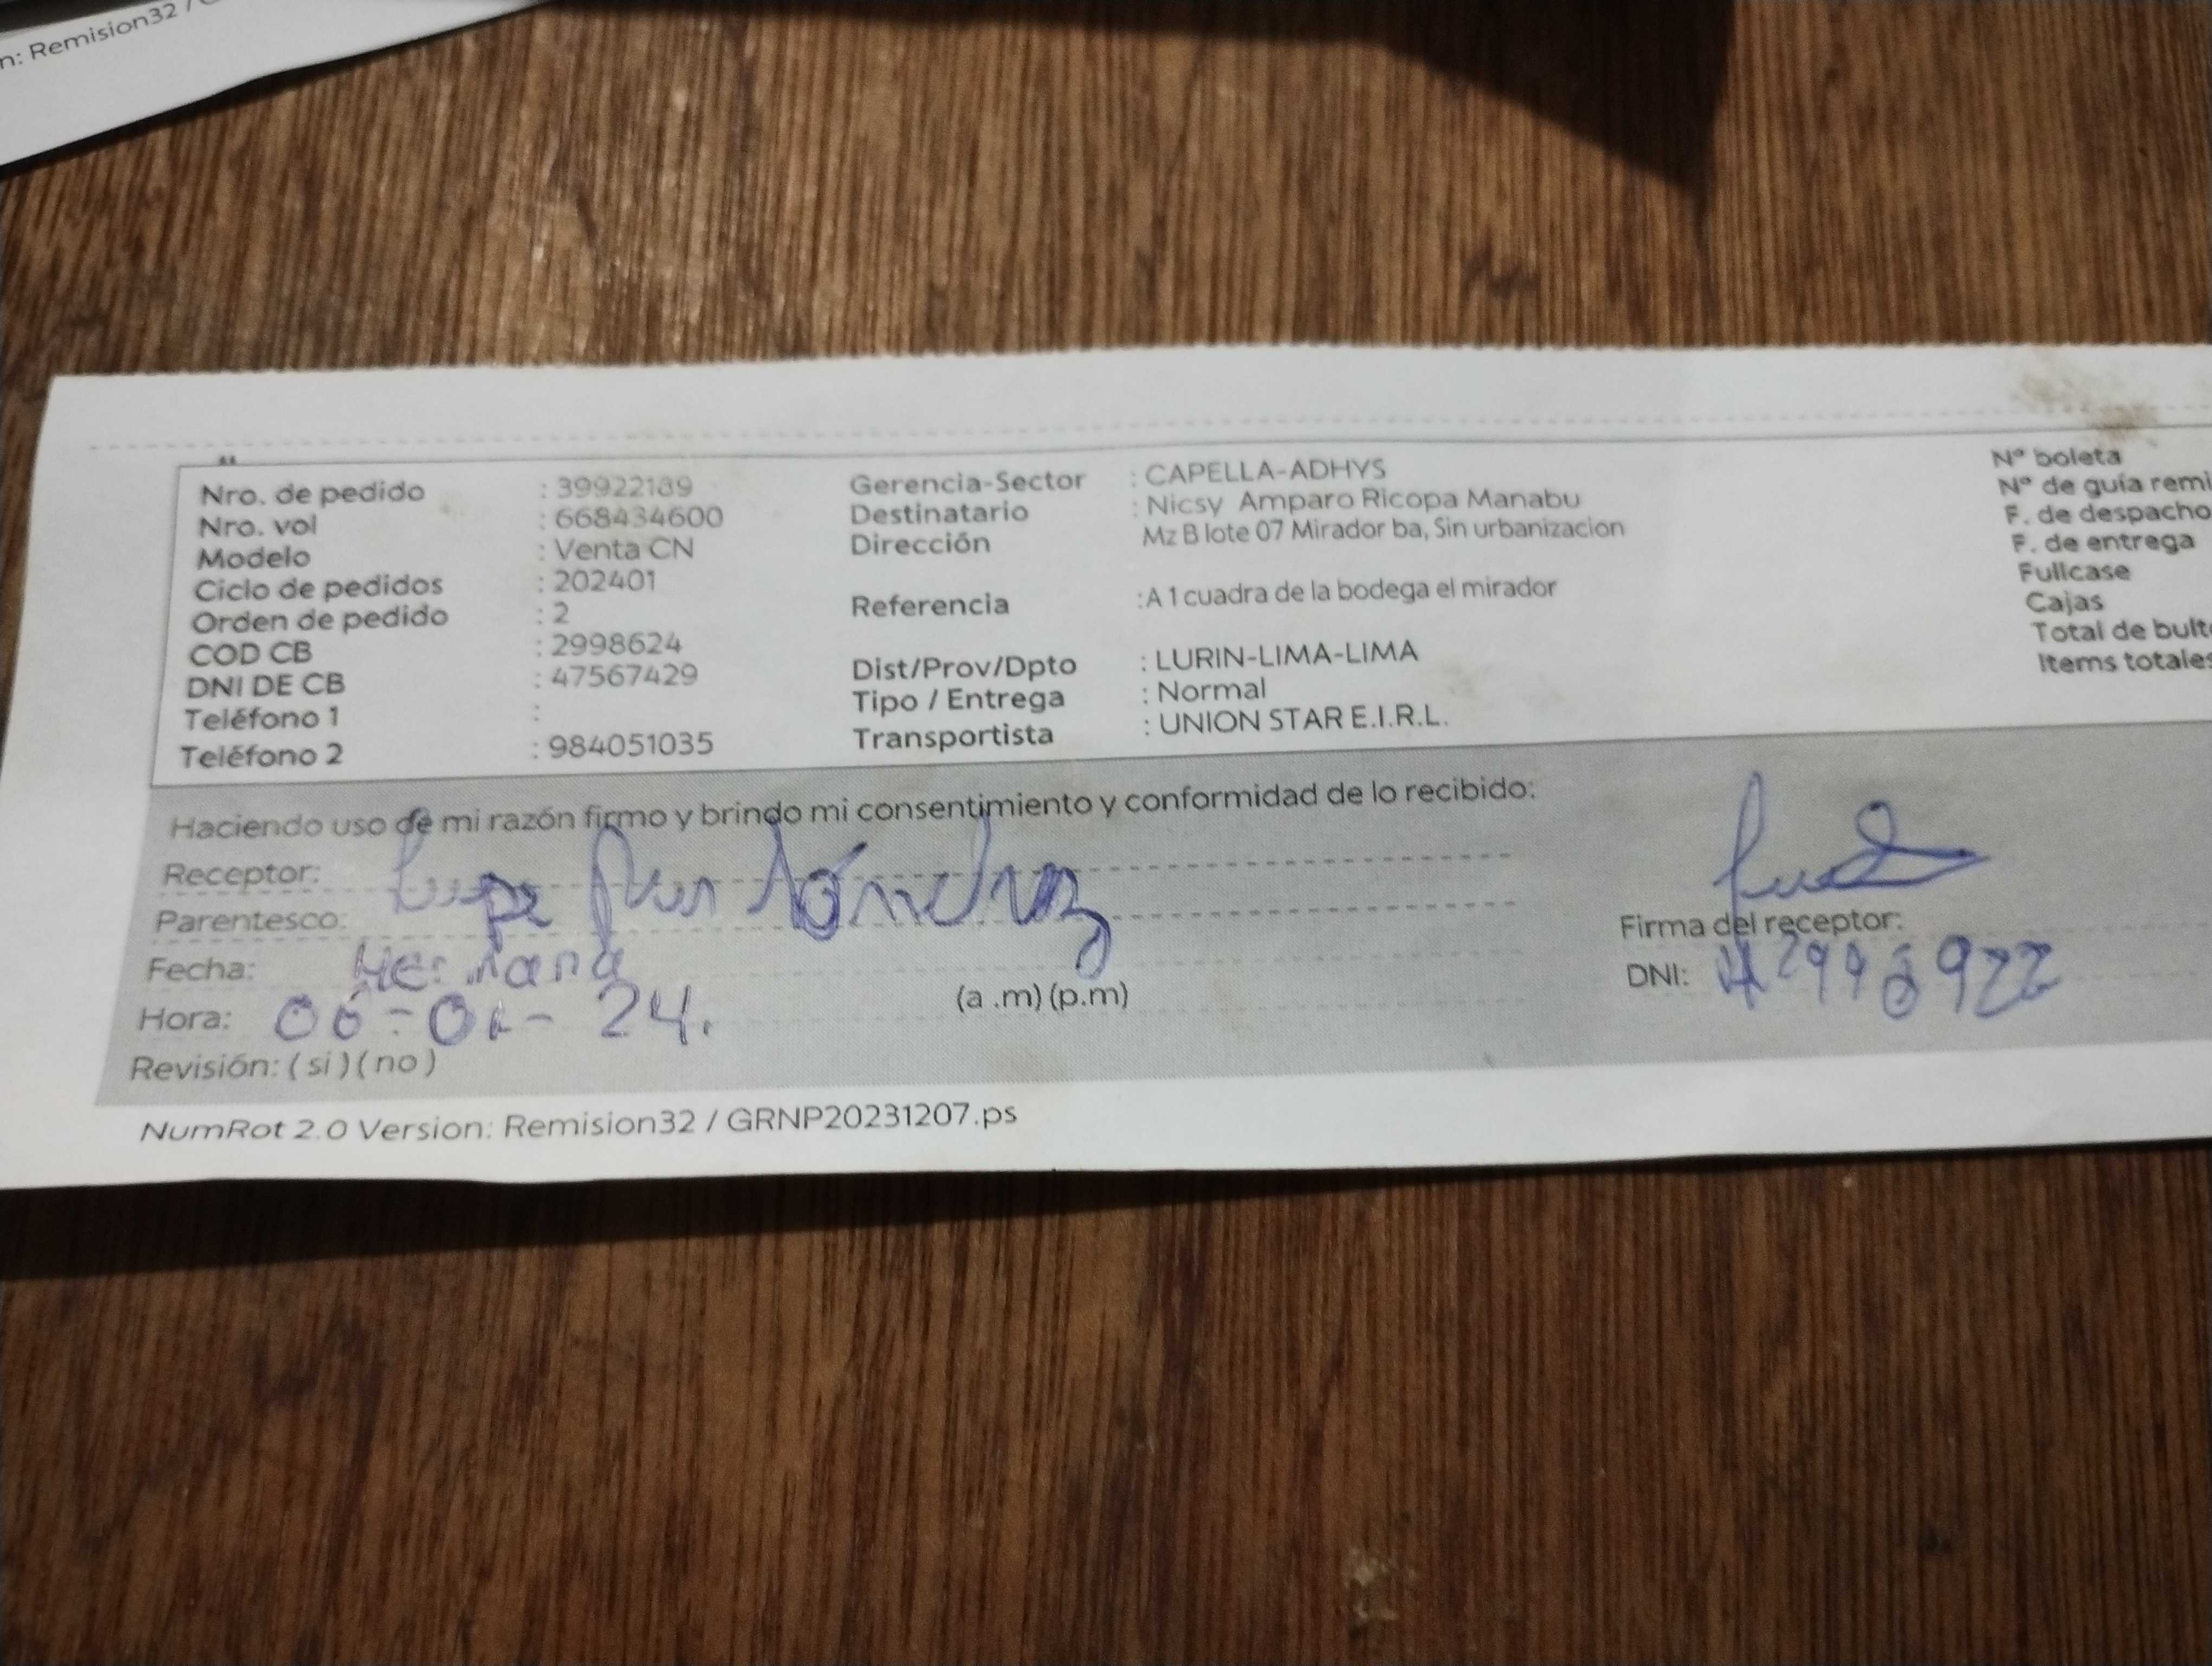 n: Remision32 /
Nro. de pedido : 39922189
Nro. vol : 668434600
Modelo : Venta CN
Ciclo de pedidos : 202401
Orden de pedido : 2
COD CB : 2998624
DNI DE CB : 47567429
Teléfono 1 :
Teléfono 2 : 984051035
Gerencia-Sector : CAPELLA-ADHYS
Destinatario : Nicsy Amparo Ricopa Manabu
Dirección Mz B lote 07 Mirador ba, Sin urbanizacion
Referencia :A 1 cuadra de la bodega el mirador
Dist/Prov/Dpto : LURIN-LIMA-LIMA
Tipo / Entrega : Normal
Transportista : UNION STAR E.I.R.L.
Nº boleta
Nº de guía remi
F. de despacho
F. de entrega
Fullcase
Cajas
Total de bult
Items totales
Haciendo uso de mi razón firmo y brindo mi consentimiento y conformidad de lo recibido:
Receptor: Lupe Sánchez
Parentesco: Hermana
Fecha: 06-01-24.
Hora: (a .m) (p.m)
Revisión: ( si ) ( no )
Firma del receptor:
DNI:
NumRot 2.0 Version: Remision32 / GRNP20231207.ps